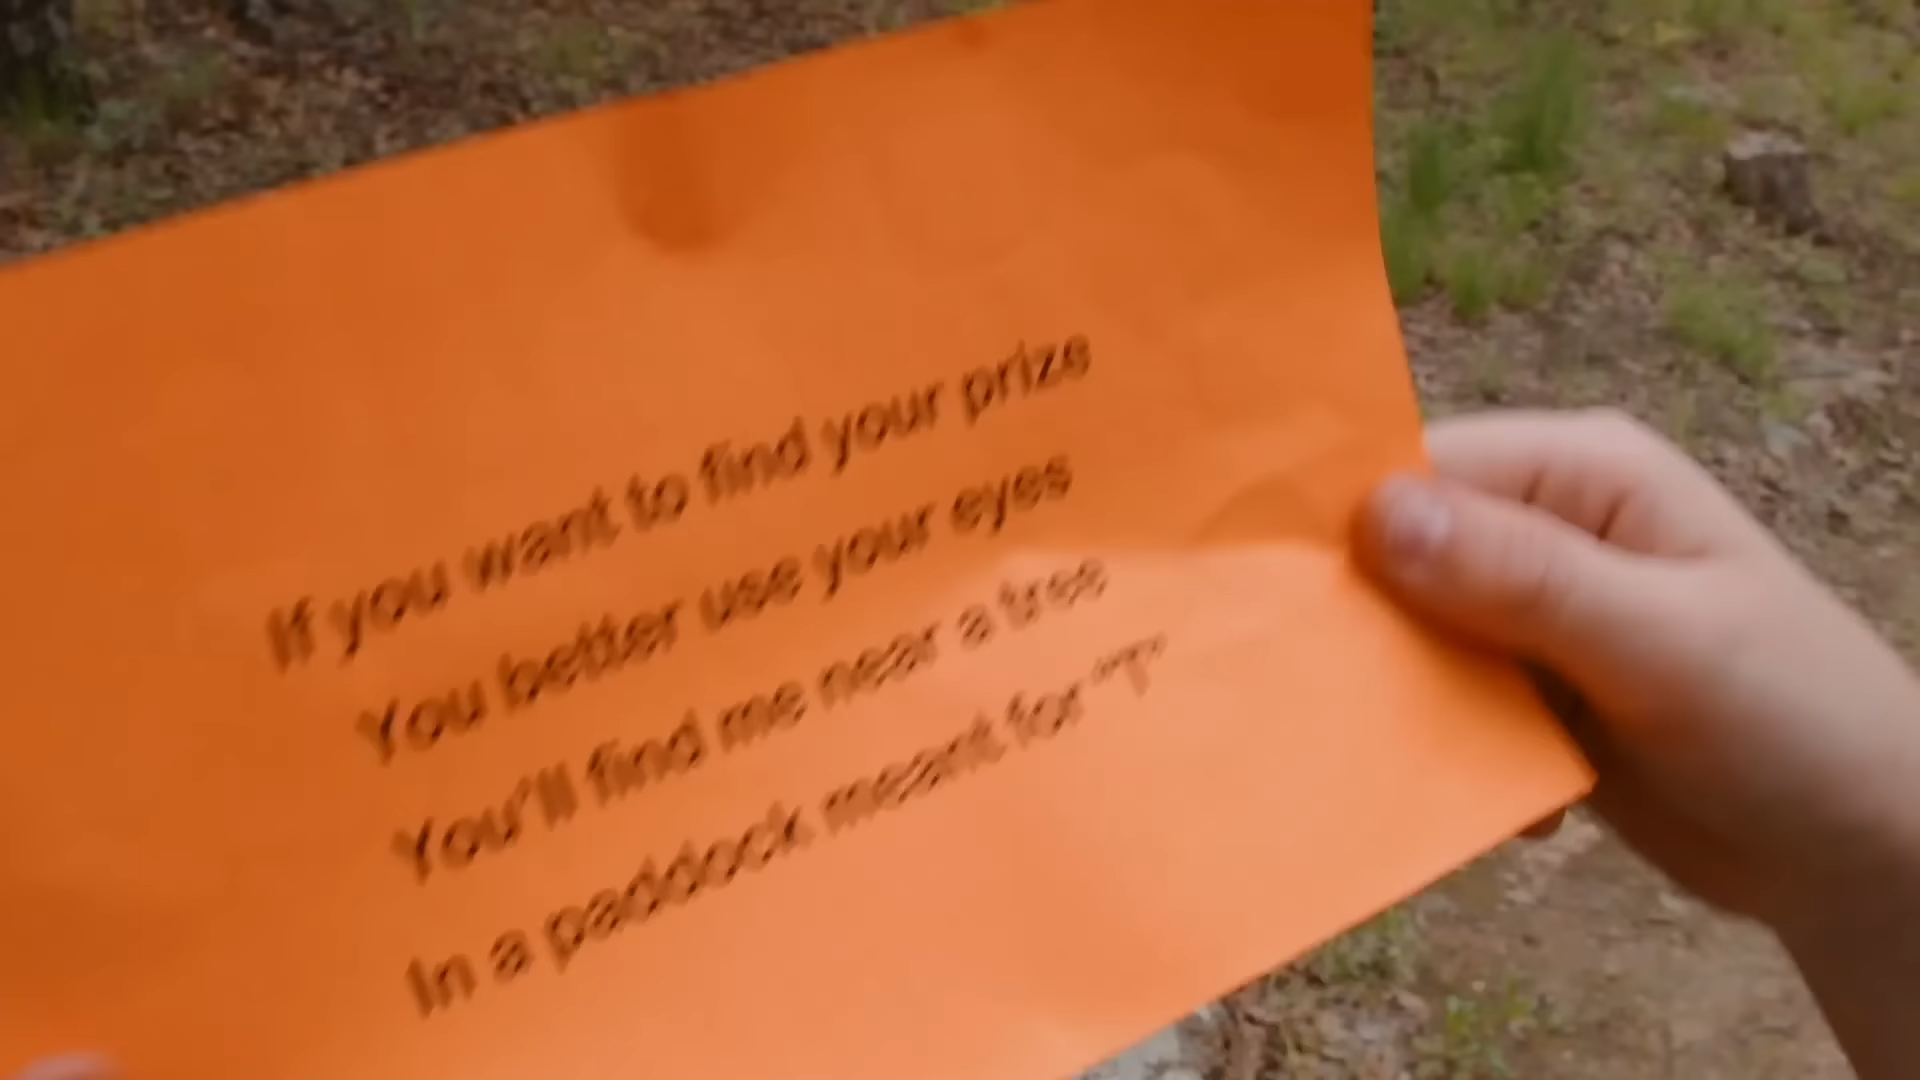 If you want to find your prize
You better use your eyes
You'll find me near a tree
In a paddock meant for "T"